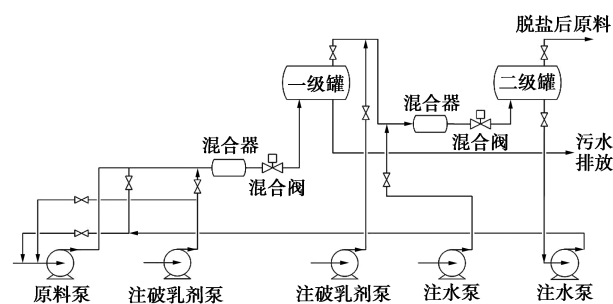 脱盐后原料
一级罐
二级罐
混合器
混合阀
污水
排放
混合器
混合阀
原料泵
注破乳剂泵
注破乳剂泵
注水泵
注水泵